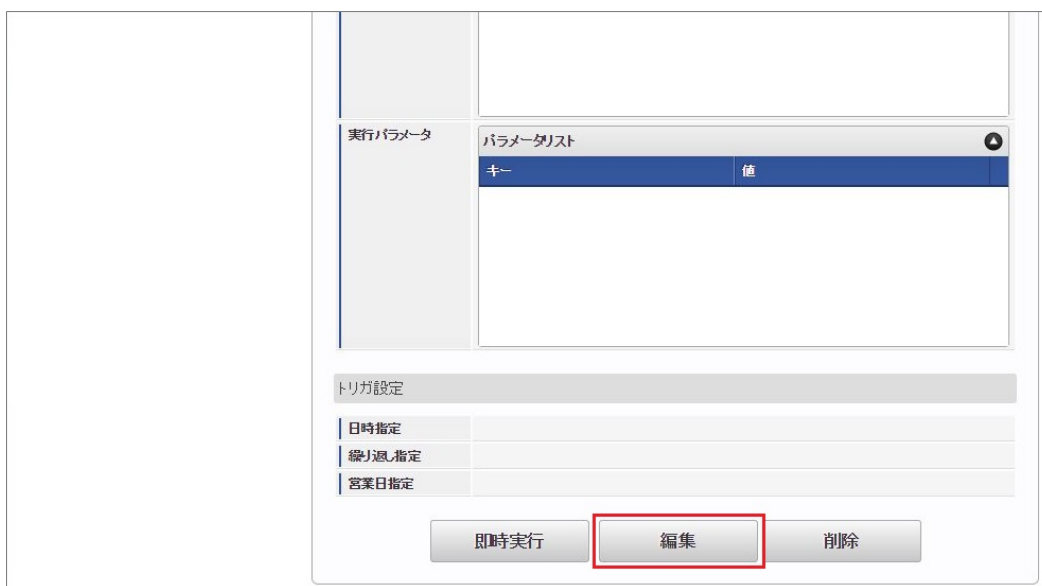 実行パラメータ
パラメータリスト
キー 値
トリガ設定
日時指定
繰り返し指定
営業日指定
即時実行 編集 削除